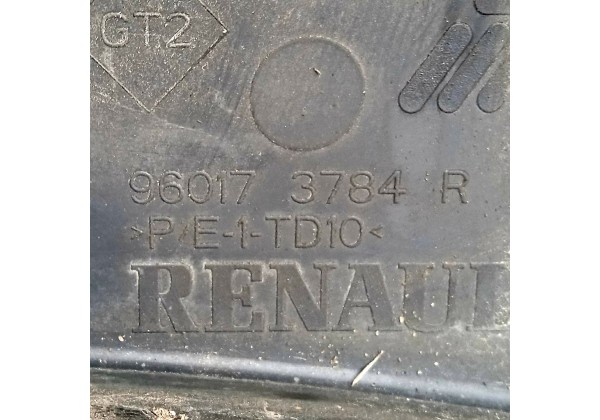 GT2
96017 3784 R
>P/E-1-TD10<
RENAUL